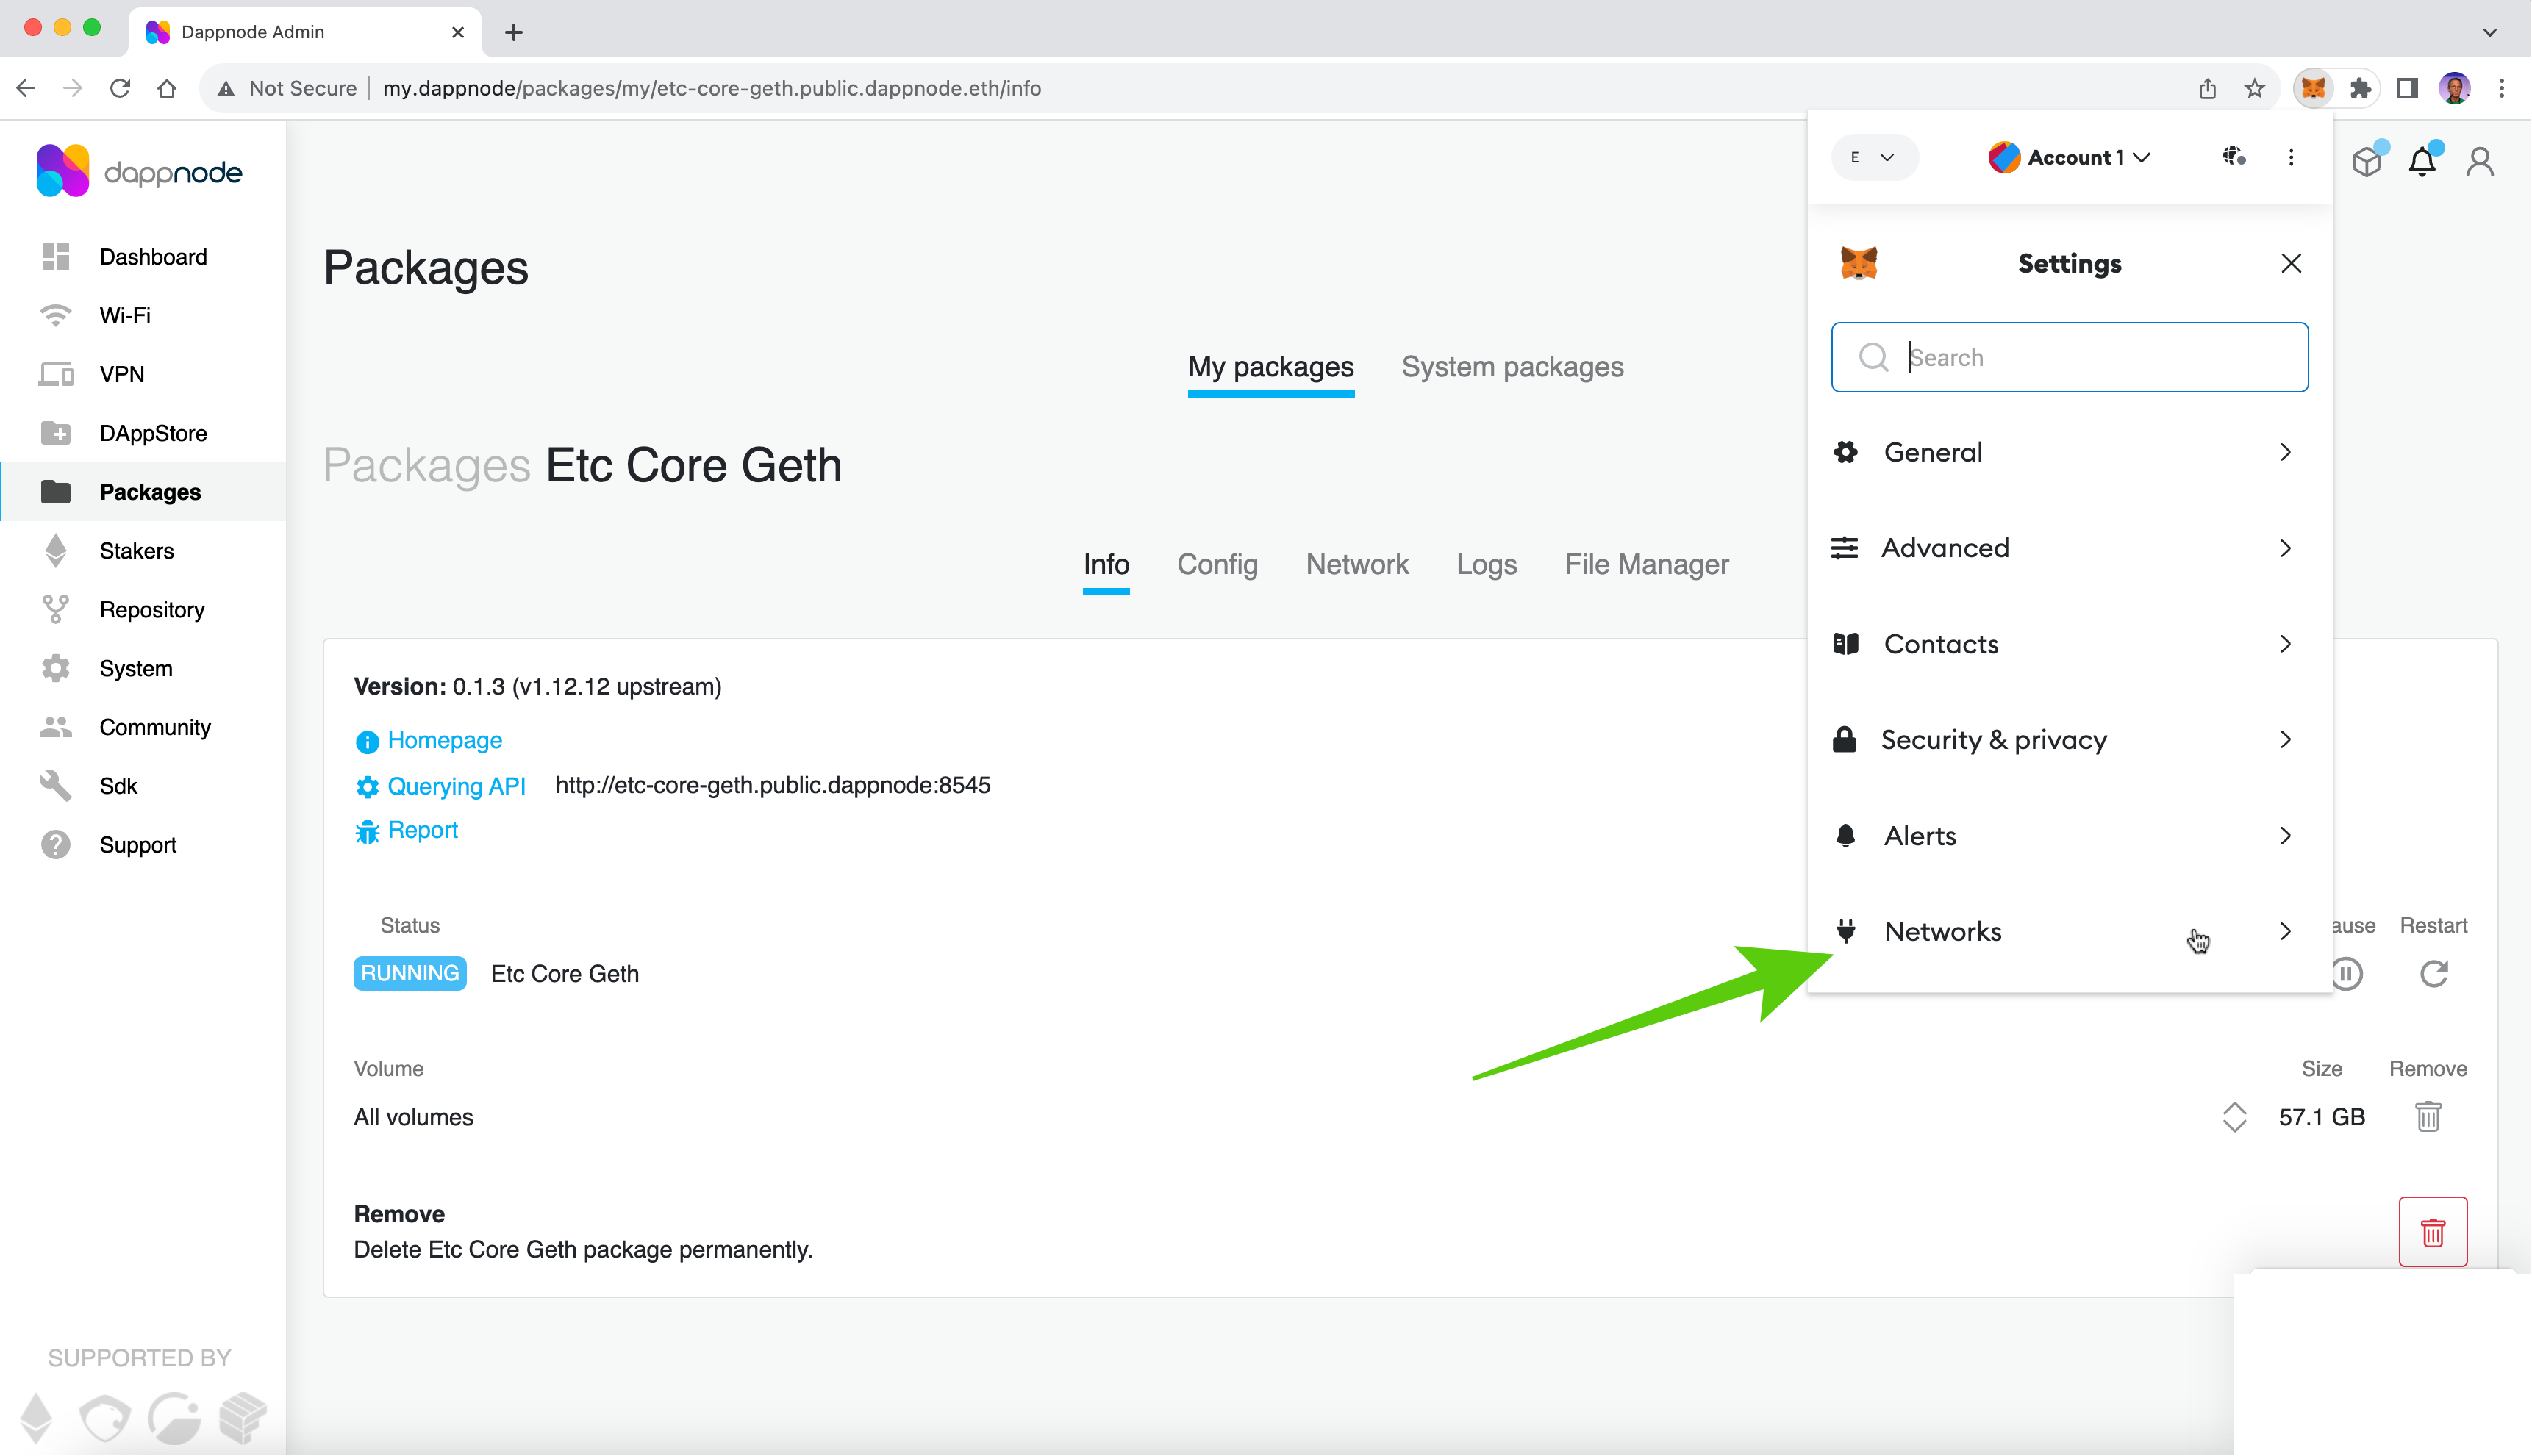 Dappnode Admin
Not Secure my.dappnode/packages/my/etc-core-geth.public.dappnode.eth/info
dappnode
Dashboard
Wi-Fi
VPN
DAppStore
Packages
Stakers
Repository
System
Community
Sdk
Support
SUPPORTED BY
Packages
My packages System packages
Packages Etc Core Geth
Info Config Network Logs File Manager
Version: 0.1.3 (v1.12.12 upstream)
Homepage
Querying API http://etc-core-geth.public.dappnode:8545
Report
Status
ause Restart
RUNNING Etc Core Geth
Volume Size Remove
All volumes 57.1 GB
Remove
Delete Etc Core Geth package permanently.
E Account 1
Settings
Search
General
Advanced
Contacts
Security & privacy
Alerts
Networks